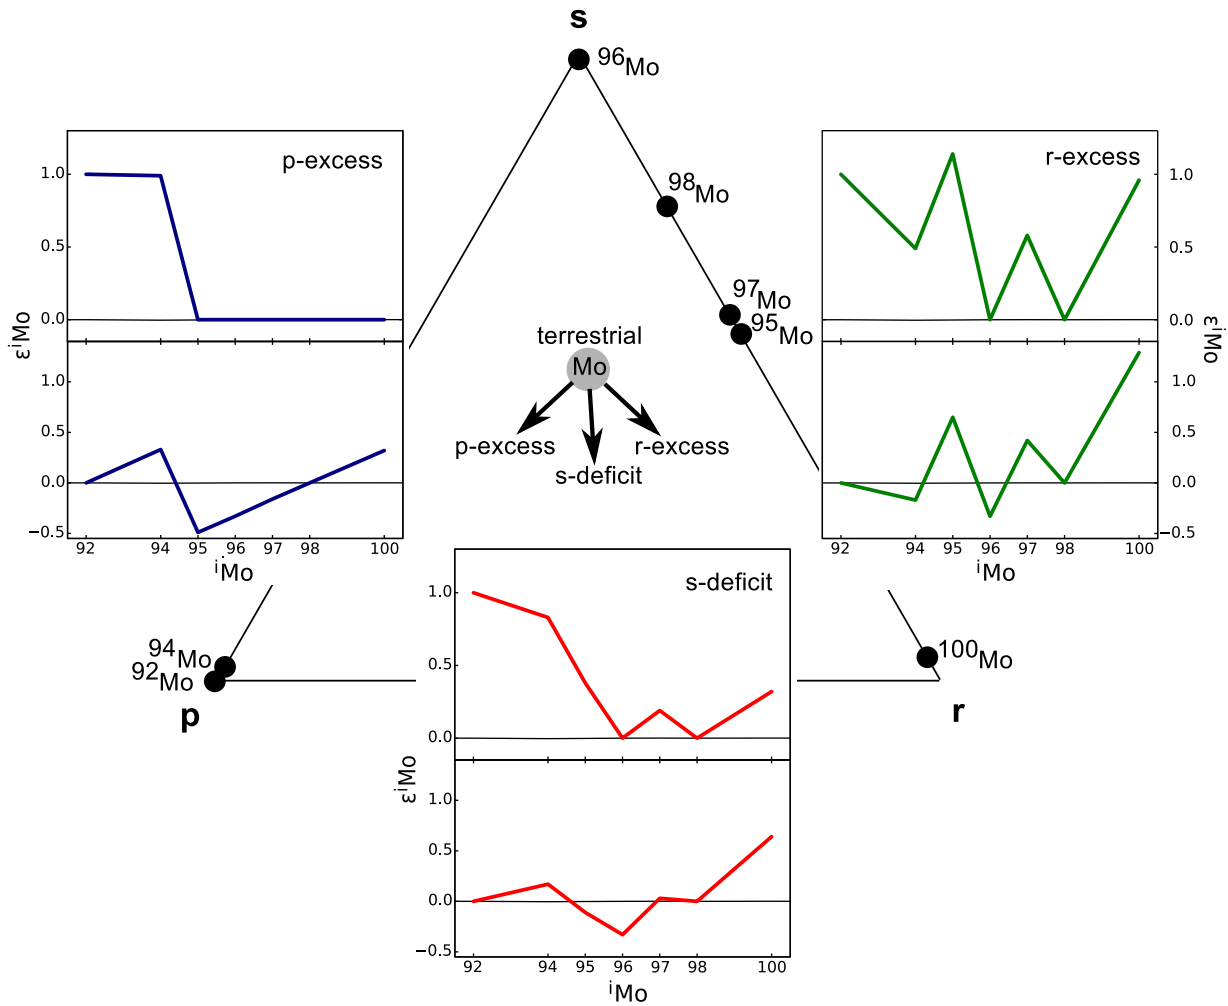 s
⁹⁶Mo
p-excess
1.0
0.5
0.0
εⁱMo
1.0
0.5
0.0
−0.5
92 94 95 96 97 98 100
ⁱMo
⁹⁸Mo
⁹⁷Mo
⁹⁵Mo
terrestrial
Mo
p-excess
r-excess
s-deficit
r-excess
1.0
0.5
0.0
εⁱMo
1.0
0.5
0.0
−0.5
92 94 95 96 97 98 100
ⁱMo
⁹⁴Mo
⁹²Mo
p
s-deficit
1.0
0.5
0.0
εⁱMo
1.0
0.5
0.0
−0.5
92 94 95 96 97 98 100
ⁱMo
¹⁰⁰Mo
r